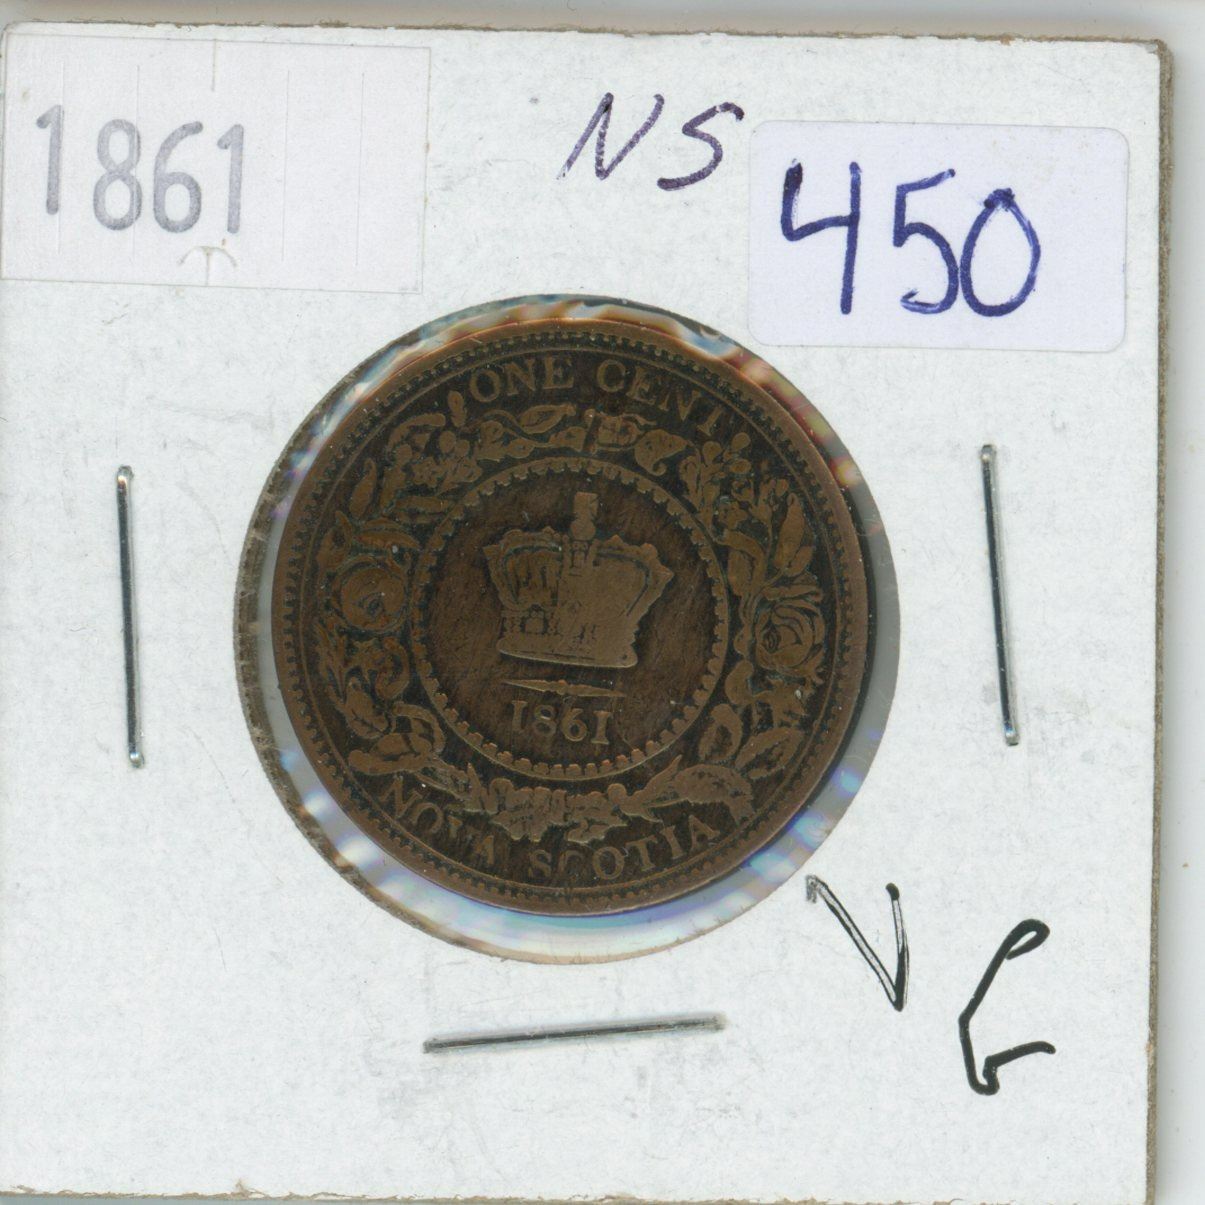 1861
NS
450
ONE CENT
1861
NOVA SCOTIA
VG